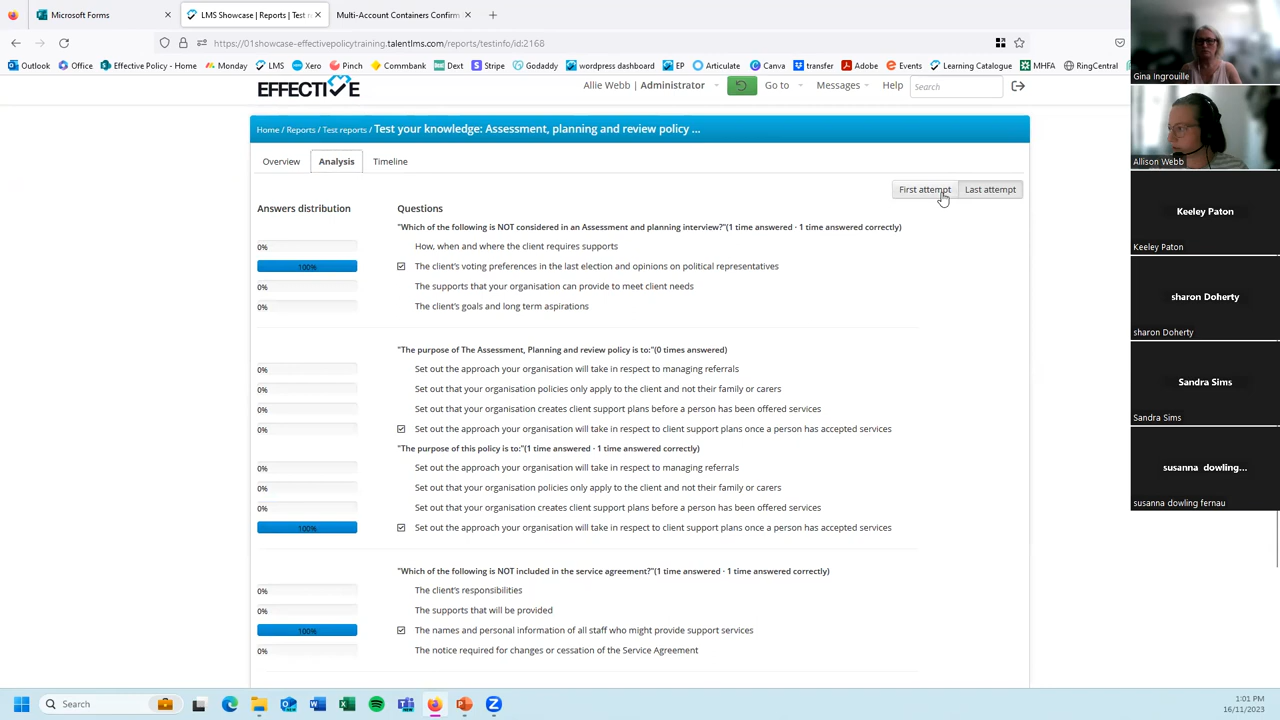 Microsoft Forms
LMS Showcase | Reports | Test r
Multi-Account Containers Confirm
https://01showcase-effectivepolicytraining.talentlms.com/reports/testinfo/id:2168
Outlook
Office
Effective Policy - Home
Monday
LMS
Xero
Pinch
Commbank
Dext
Stripe
Godaddy
wordpress dashboard
EP
Articulate
Canva
transfer
Adobe
Events
Learning Catalogue
MHFA
RingCentral
EFFECTIVE
Allie Webb | Administrator
Go to
Messages
Help
Search
Home / Reports / Test reports / Test your knowledge: Assessment, planning and review policy ...
Overview
Analysis
Timeline
First attempt
Last attempt
Answers distribution
Questions
"Which of the following is NOT considered in an Assessment and planning interview?"(1 time answered · 1 time answered correctly)
0%
How, when and where the client requires supports
100%
The client's voting preferences in the last election and opinions on political representatives
0%
The supports that your organisation can provide to meet client needs
0%
The client's goals and long term aspirations
"The purpose of The Assessment, Planning and review policy is to:"(0 times answered)
0%
Set out the approach your organisation will take in respect to managing referrals
0%
Set out that your organisation policies only apply to the client and not their family or carers
0%
Set out that your organisation creates client support plans before a person has been offered services
0%
Set out the approach your organisation will take in respect to client support plans once a person has accepted services
"The purpose of this policy is to:"(1 time answered · 1 time answered correctly)
0%
Set out the approach your organisation will take in respect to managing referrals
0%
Set out that your organisation policies only apply to the client and not their family or carers
0%
Set out that your organisation creates client support plans before a person has been offered services
100%
Set out the approach your organisation will take in respect to client support plans once a person has accepted services
"Which of the following is NOT included in the service agreement?"(1 time answered · 1 time answered correctly)
0%
The client's responsibilities
0%
The supports that will be provided
100%
The names and personal information of all staff who might provide support services
0%
The notice required for changes or cessation of the Service Agreement
Gina Ingrouille
Allison Webb
Keeley Paton
Keeley Paton
sharon Doherty
sharon Doherty
Sandra Sims
Sandra Sims
susanna dowling...
susanna dowling fernau
Search
1:01 PM
16/11/2023